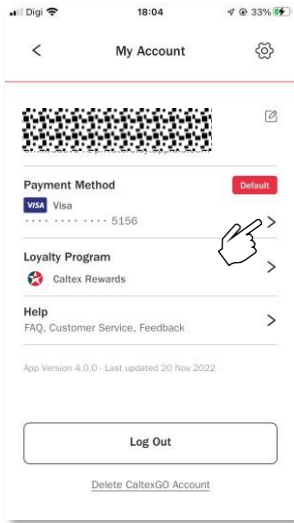 Digi 18:04 33%
My Account
Payment Method Default
VISA Visa
···· ···· ···· 5156
Loyalty Program
Caltex Rewards
Help
FAQ, Customer Service, Feedback
App Version 4.0.0 - Last updated 20 Nov 2022
Log Out
Delete CaltexGO Account